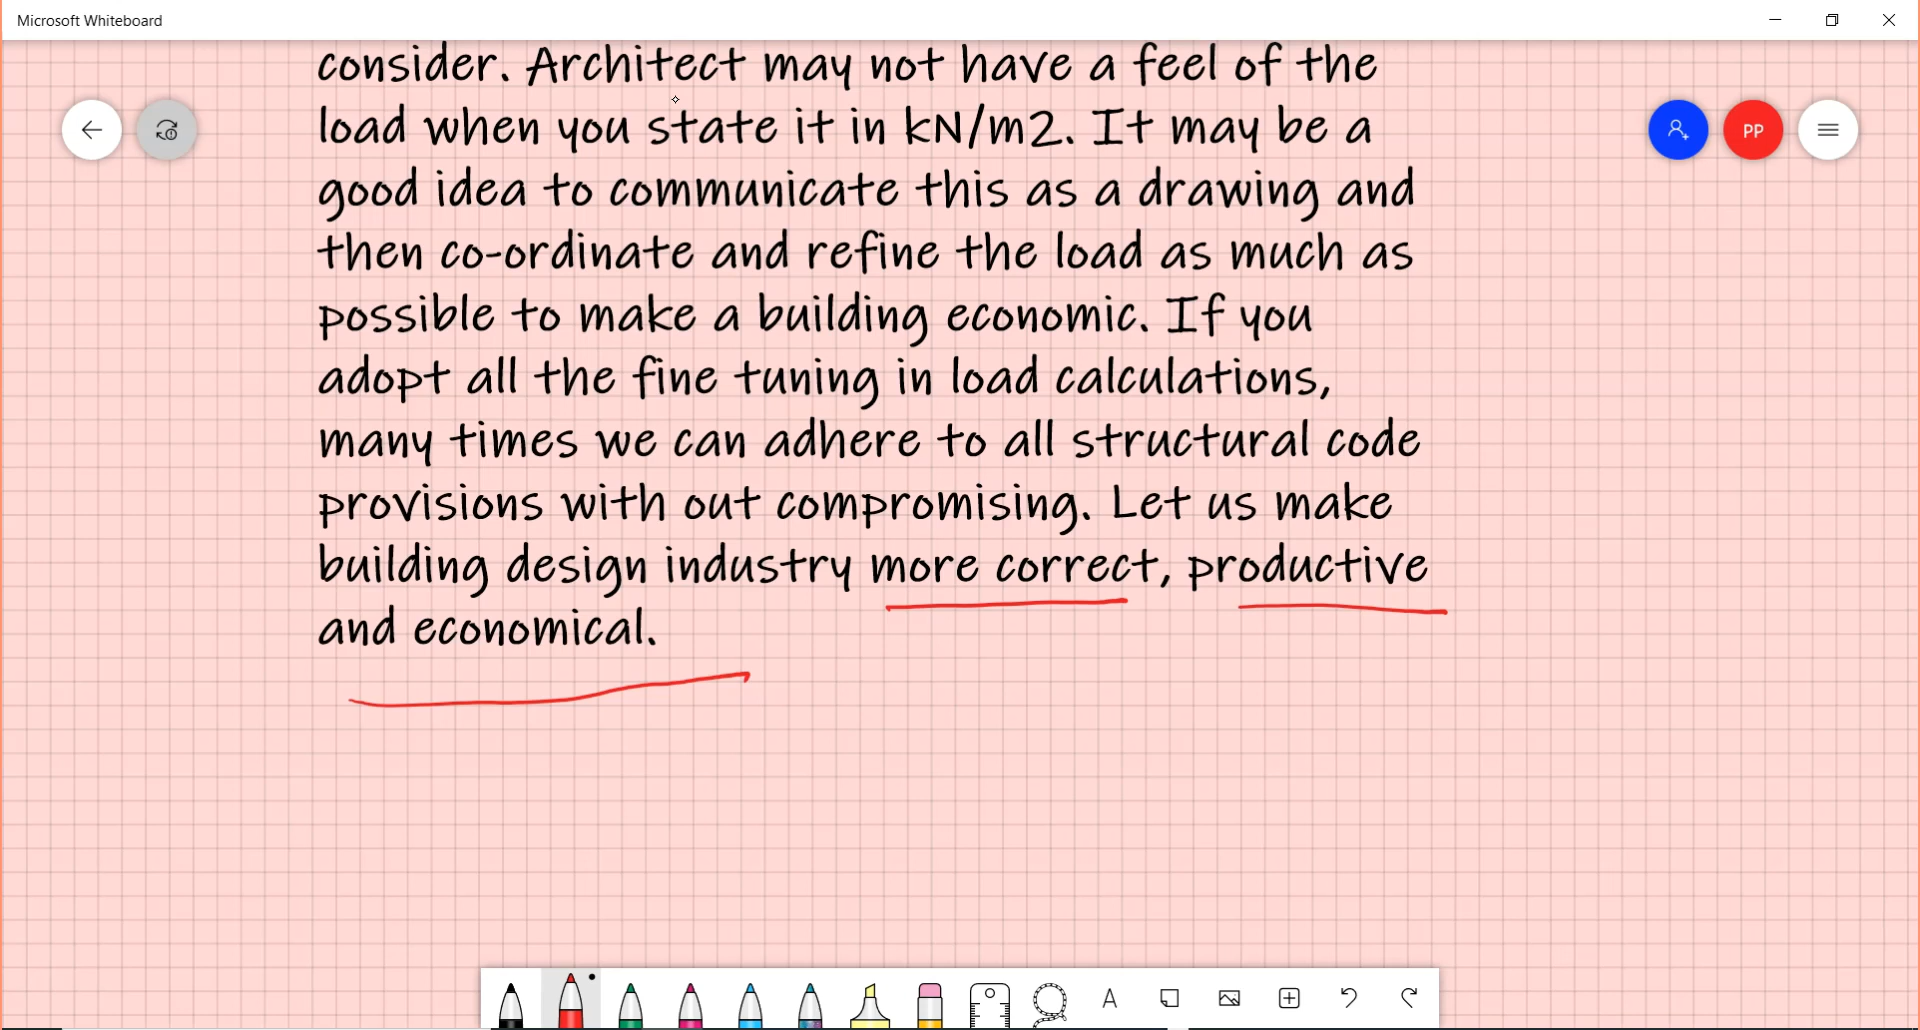 Microsoft Whiteboard
consider. Architect may not have a feel of the
load when you state it in kN/m2. It may be a
good idea to communicate this as a drawing and
then co-ordinate and refine the load as much as
possible to make a building economic. If you
adopt all the fine tuning in load calculations,
many times we can adhere to all structural code
provisions with out compromising. Let us make
building design industry more correct, productive
and economical.
PP
A